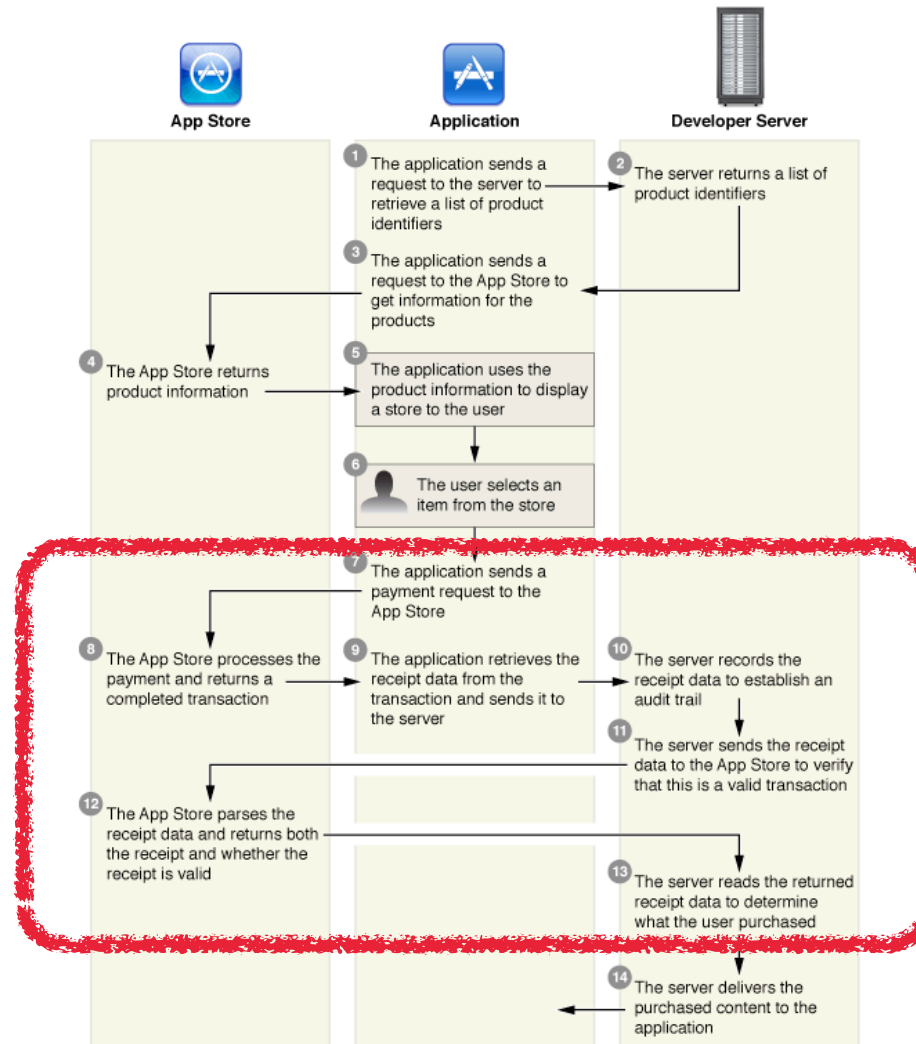 App Store
Application
Developer Server
1
The application sends a
request to the server to
retrieve a list of product
identifiers
2
The server returns a list of
product identifiers
3
The application sends a
request to the App Store to
get information for the
products
4
The App Store returns
product information
5
The application uses the
product information to display
a store to the user
6
The user selects an
item from the store
7
The application sends a
payment request to the
App Store
8
The App Store processes the
payment and returns a
completed transaction
9
The application retrieves the
receipt data from the
transaction and sends it to
the server
10
The server records the
receipt data to establish an
audit trail
11
The server sends the receipt
data to the App Store to verify
that this is a valid transaction
12
The App Store parses the
receipt data and returns both
the receipt and whether the
receipt is valid
13
The server reads the returned
receipt data to determine
what the user purchased
14
The server delivers the
purchased content to the
application